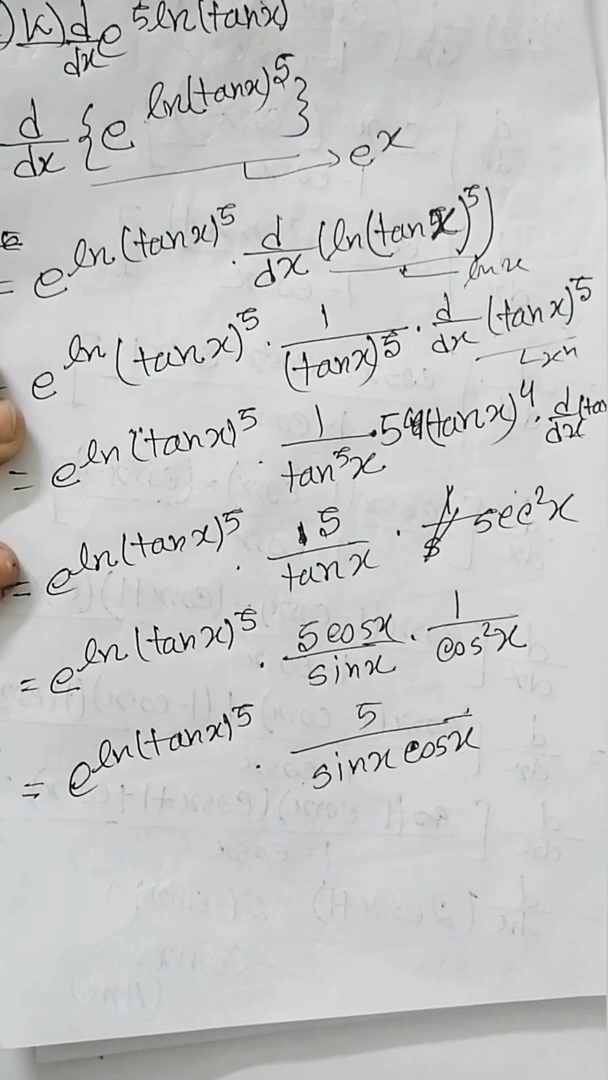 )k) d/dx e^5ln(tanx)
d/dx {e^ln(tanx)^5} → e^x
= e^ln(tanx)^5 . d/dx (ln(tanx)^5) ln x
= e^ln(tanx)^5 . 1/(tanx)^5 . d/dx (tanx)^5 x^n
= e^ln(tanx)^5 . 1/tan^5x . 5(tanx)^4 . d/dx (tan
= e^ln(tanx)^5 . 5/tanx . sec^2x
= e^ln(tanx)^5 . 5cosx/sinx . 1/cos^2x
= e^ln(tanx)^5 . 5/sinx cosx